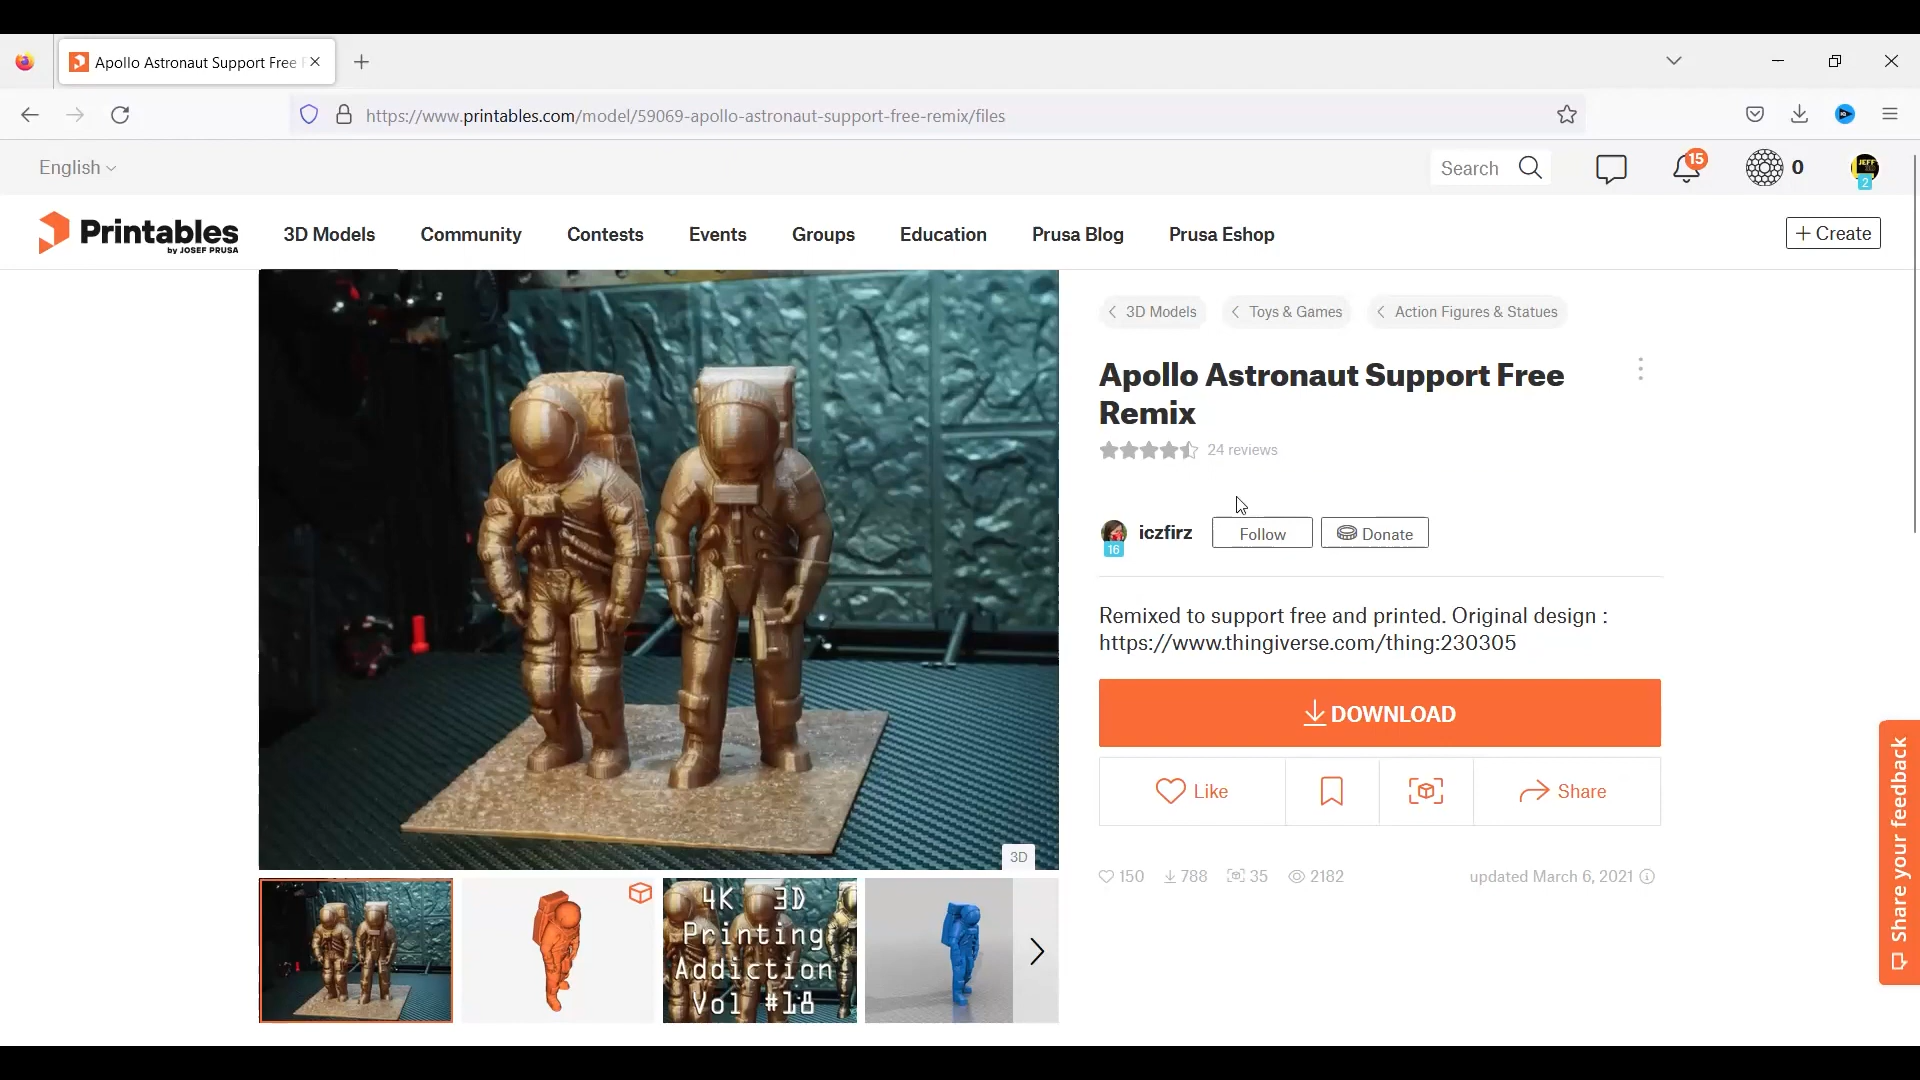 Apollo Astronaut Support Free
https://www.printables.com/model/59069-apollo-astronaut-support-free-remix/files
English
Search
15
0
JEFF
2
Printables
by JOSEF PRUSA
3D Models
Community
Contests
Events
Groups
Education
Prusa Blog
Prusa Eshop
+ Create
3D Models
Toys & Games
Action Figures & Statues
Apollo Astronaut Support Free
Remix
24 reviews
iczfirz
16
Follow
Donate
Remixed to support free and printed. Original design :
https://www.thingiverse.com/thing:230305
DOWNLOAD
Like
Share
150
788
35
2182
updated March 6, 2021
3D
4K 3D
Printing
Addiction
Vol #18
Share your feedback